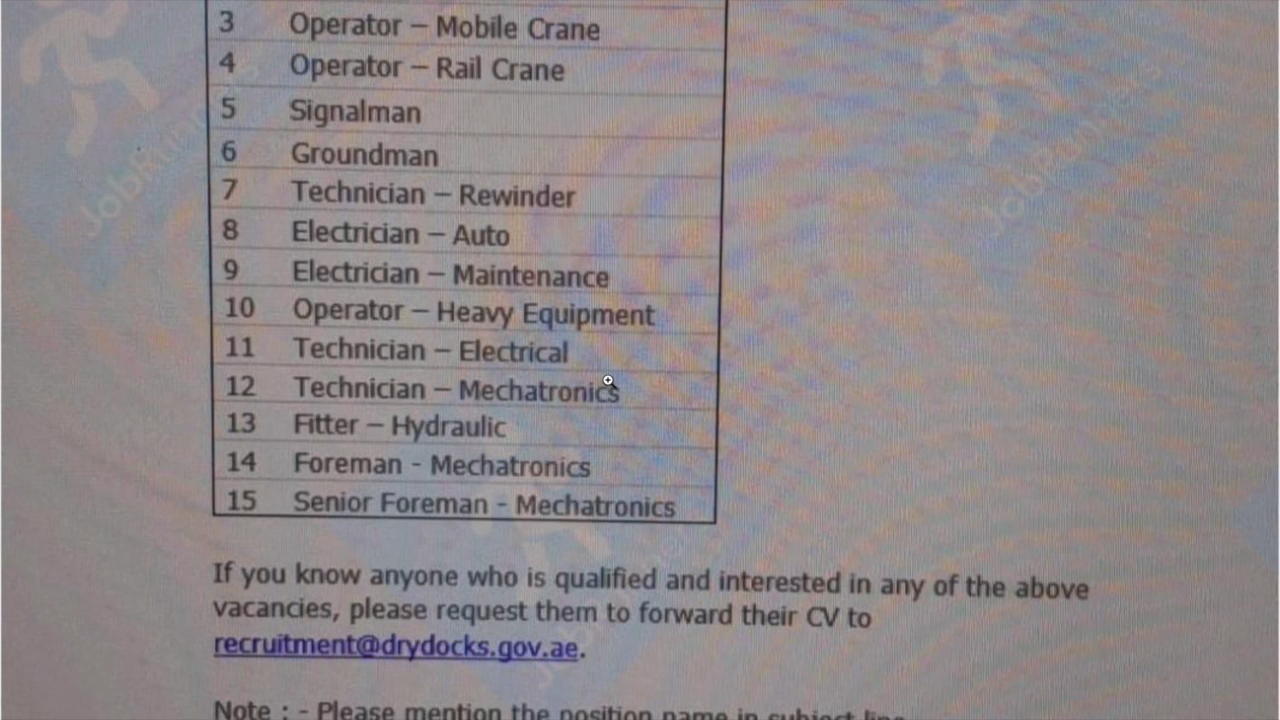 3 Operator – Mobile Crane
4 Operator – Rail Crane
5 Signalman
6 Groundman
7 Technician – Rewinder
8 Electrician – Auto
9 Electrician – Maintenance
10 Operator – Heavy Equipment
11 Technician – Electrical
12 Technician – Mechatronics
13 Fitter – Hydraulic
14 Foreman - Mechatronics
15 Senior Foreman - Mechatronics
If you know anyone who is qualified and interested in any of the above
vacancies, please request them to forward their CV to
recruitment@drydocks.gov.ae.
Note : - Please mention the position name in subject line